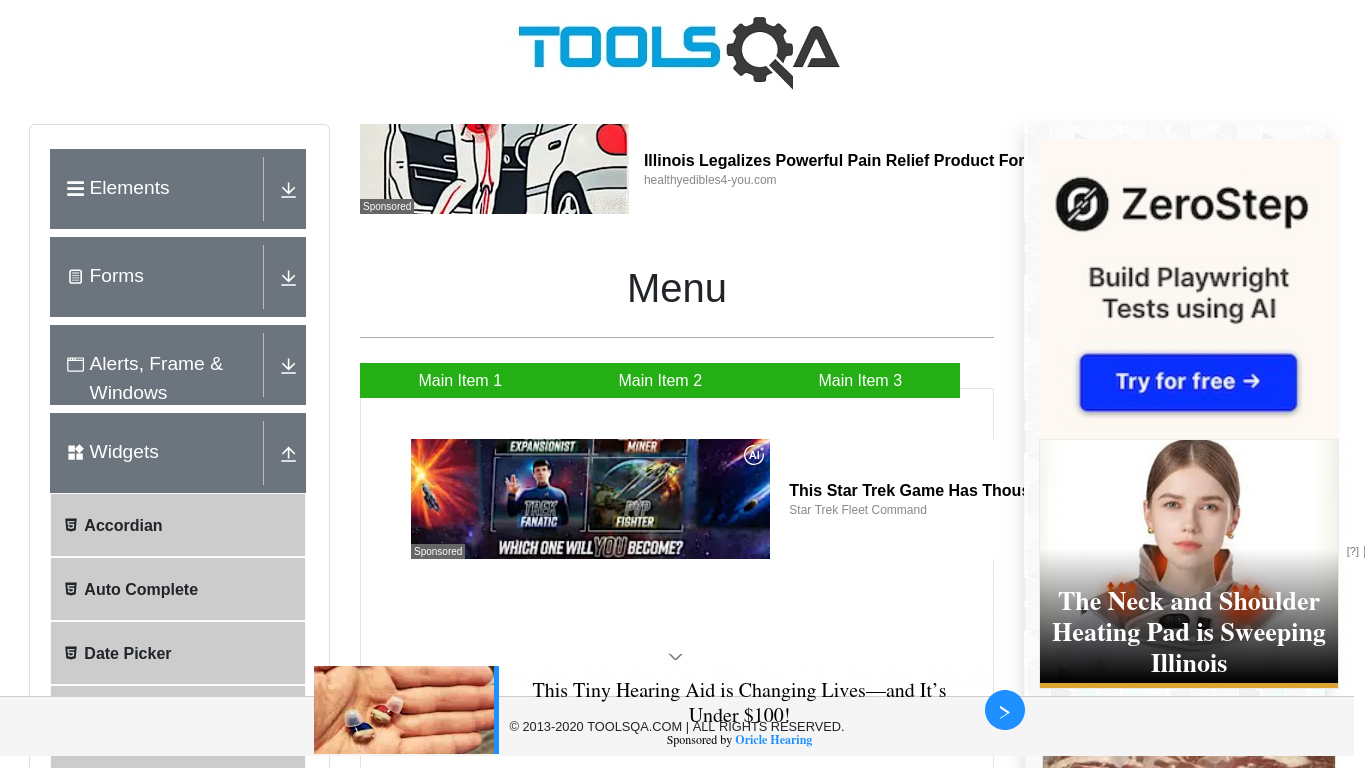 TOOLSQA
Elements
Forms
Alerts, Frame &
Windows
Widgets
Accordian
Auto Complete
Date Picker
Sponsored
Illinois Legalizes Powerful Pain Relief Product For
healthyedibles4-you.com
Menu
Main Item 1
Main Item 2
Main Item 3
EXPANSIONIST
MINER
AI
TREK
FANATIC
PVP
FIGHTER
WHICH ONE WILL YOU BECOME?
Sponsored
This Star Trek Game Has Thous
Star Trek Fleet Command
ZeroStep
Build Playwright
Tests using AI
Try for free →
The Neck and Shoulder
Heating Pad is Sweeping
Illinois
[?]
This Tiny Hearing Aid is Changing Lives—and It's
Under $100!
© 2013-2020 TOOLSQA.COM | ALL RIGHTS RESERVED.
Sponsored by Oricle Hearing